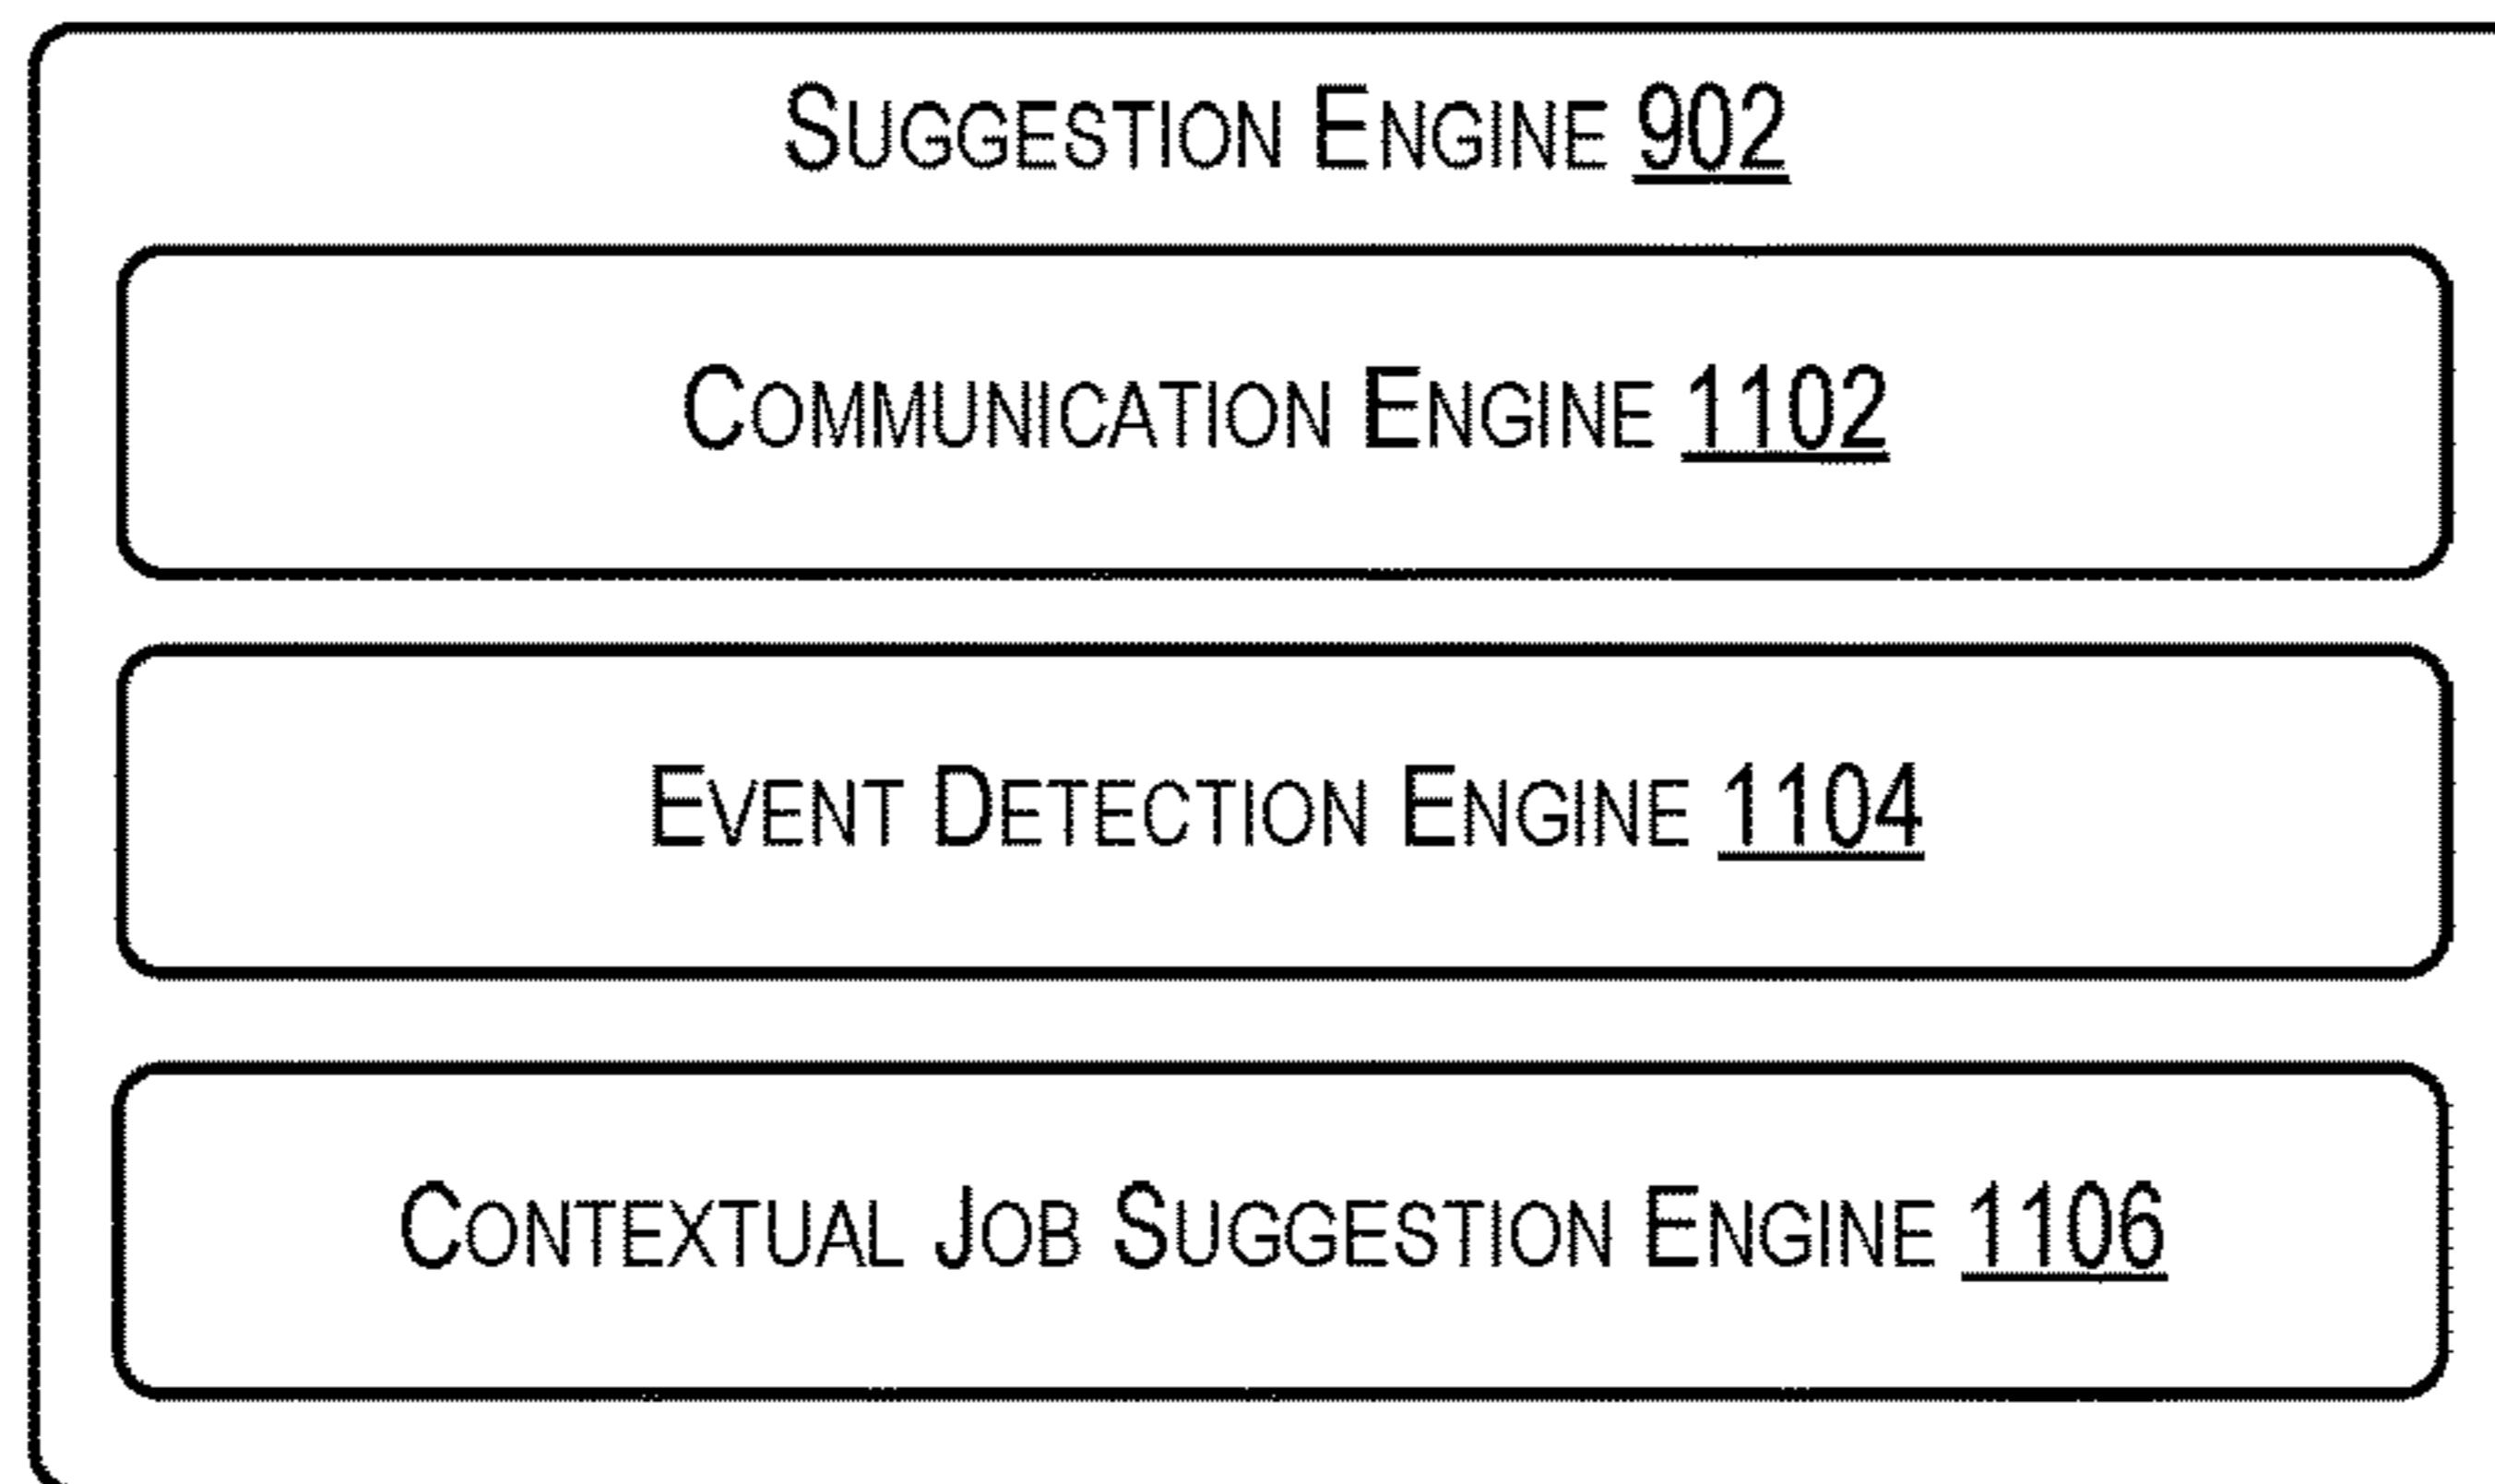 SUGGESTION ENGINE 902
COMMUNICATION ENGINE 1102
EVENT DETECTION ENGINE 1104
CONTEXTUAL JOB SUGGESTION ENGINE 1106